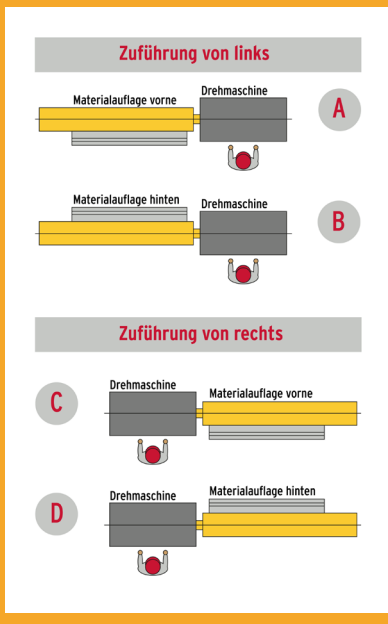 Zuführung von links
Materialauflage vorne
Drehmaschine
A
Materialauflage hinten
Drehmaschine
B
Zuführung von rechts
C
Drehmaschine
Materialauflage vorne
D
Drehmaschine
Materialauflage hinten